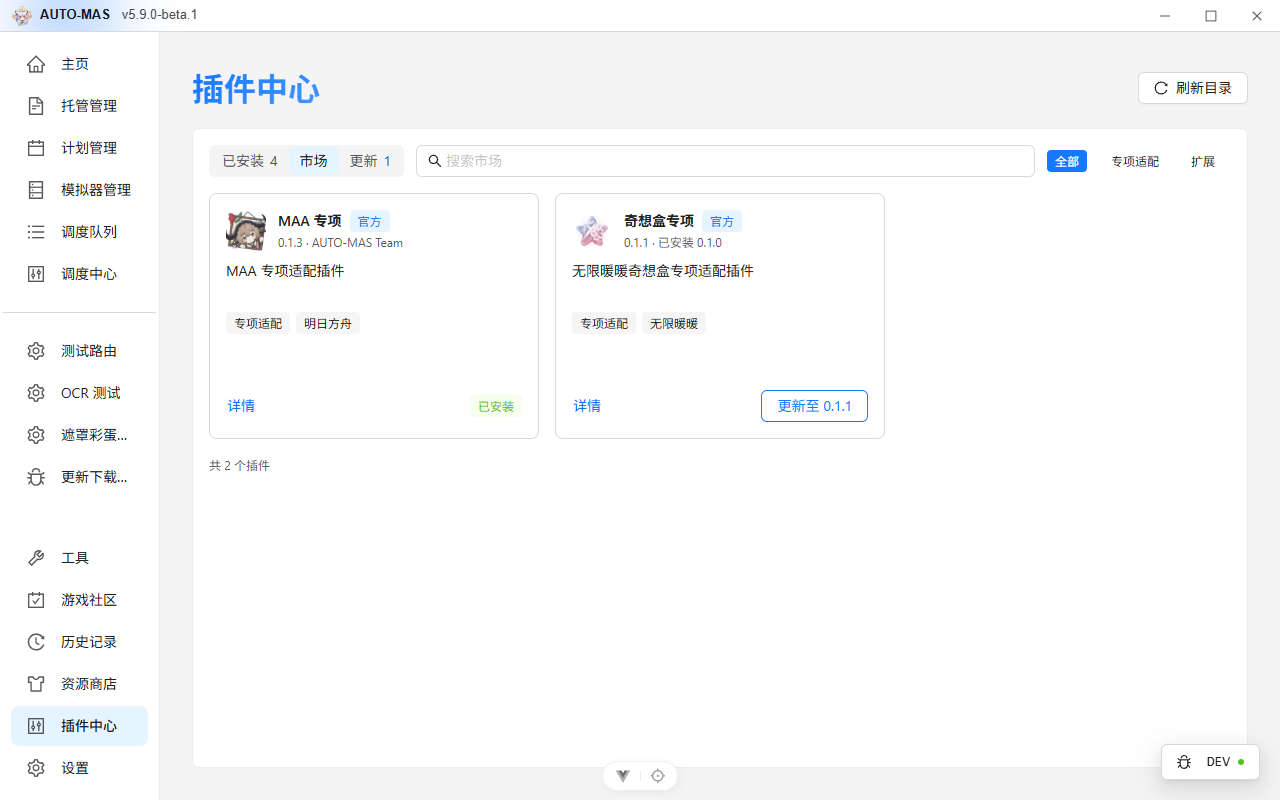 AUTO-MAS v5.9.0-beta.1
主页
托管管理
计划管理
模拟器管理
调度队列
调度中心
测试路由
OCR 测试
遮罩彩蛋...
更新下载...
工具
游戏社区
历史记录
资源商店
插件中心
设置
插件中心
刷新目录
已安装 4 市场 更新 1
搜索市场
全部 专项适配 扩展
MAA 专项 官方
0.1.3 · AUTO-MAS Team
MAA 专项适配插件
专项适配 明日方舟
详情 已安装
奇想盒专项 官方
0.1.1 · 已安装 0.1.0
无限暖暖奇想盒专项适配插件
专项适配 无限暖暖
详情 更新至 0.1.1
共 2 个插件
DEV